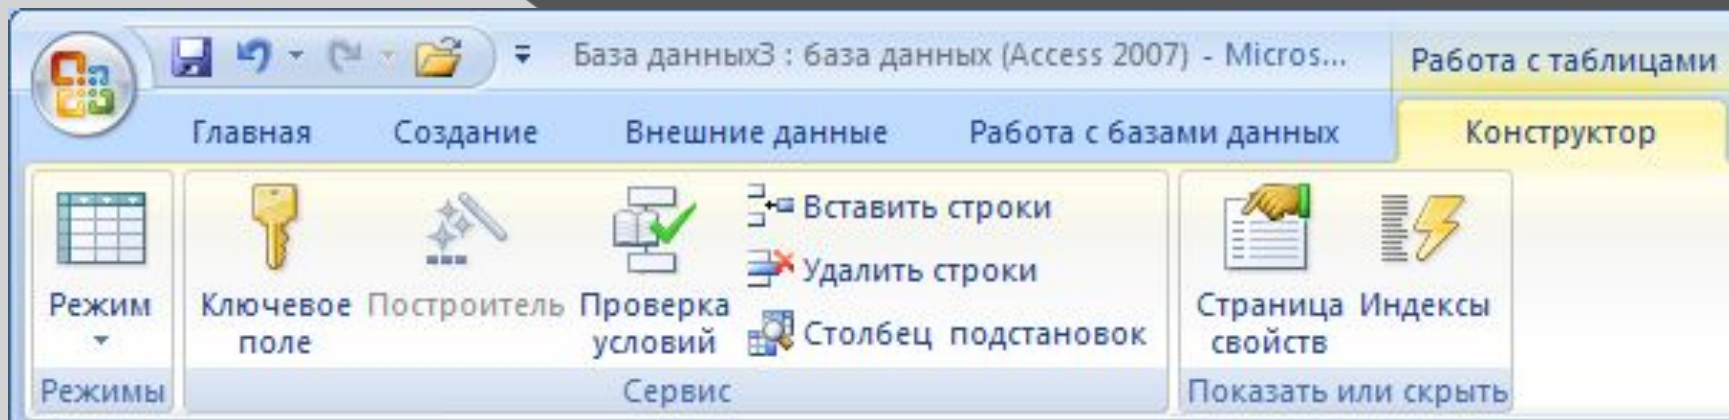 База данных3 : база данных (Access 2007) - Micros...
Работа с таблицами
Главная Создание Внешние данные Работа с базами данных Конструктор
Режим
Ключевое поле
Построитель
Проверка условий
Вставить строки
Удалить строки
Столбец подстановок
Страница свойств
Индексы
Режимы
Сервис
Показать или скрыть